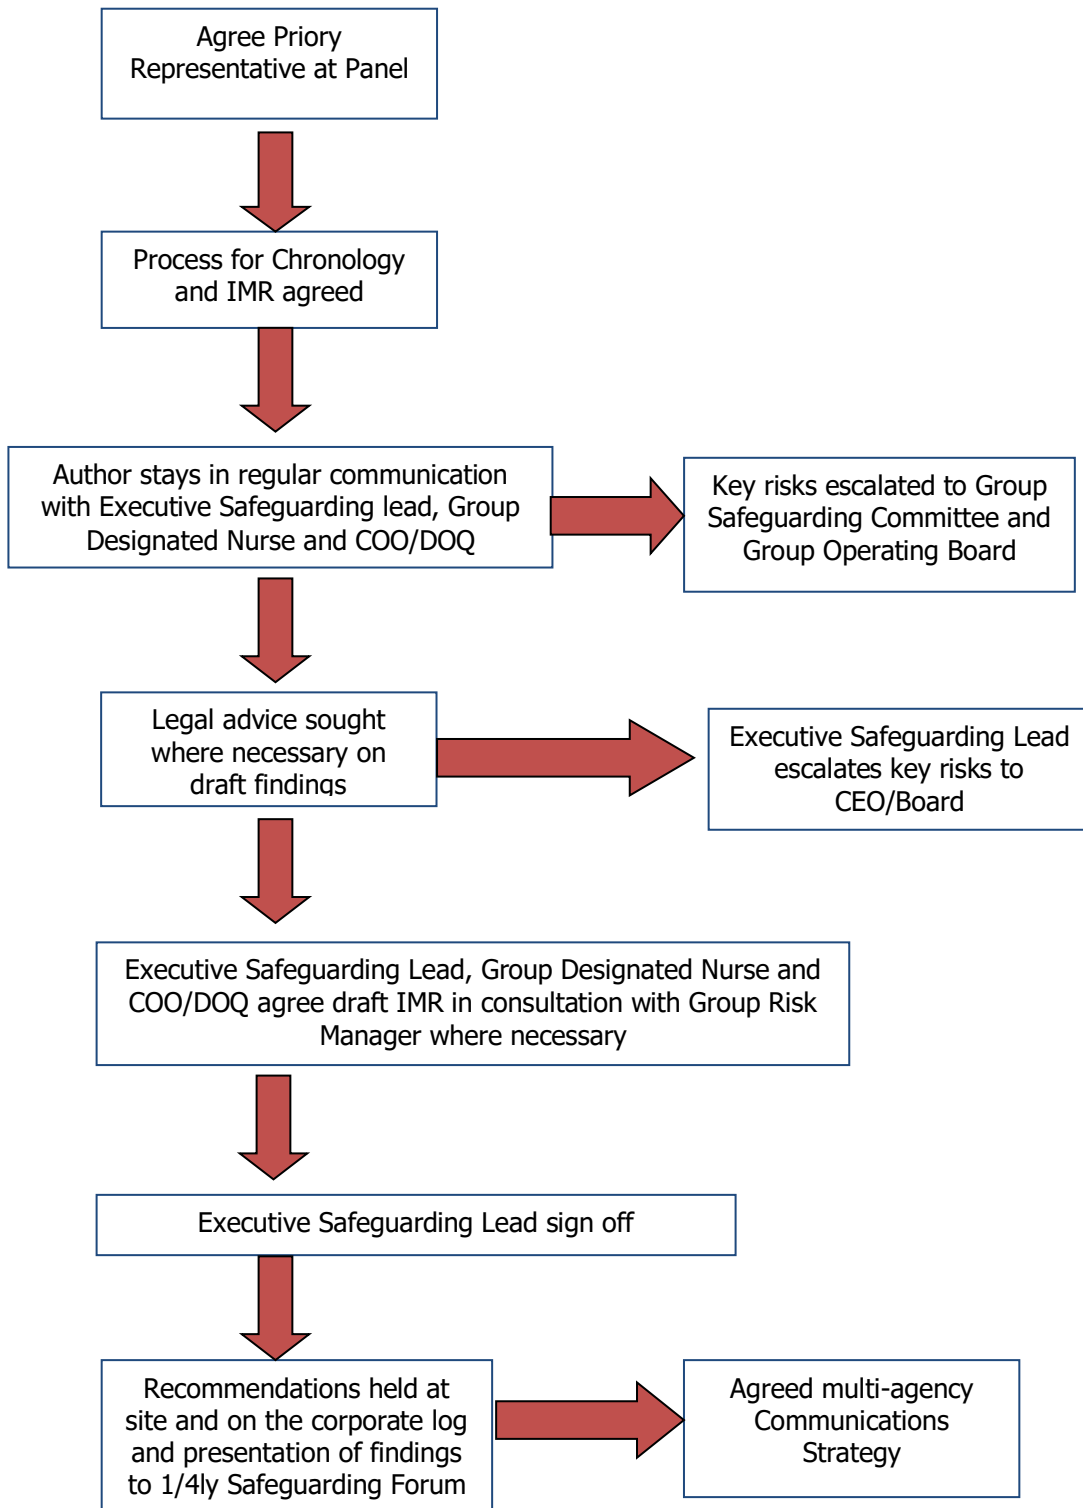 Agree Priory
Representative at Panel
Process for Chronology
and IMR agreed
Author stays in regular communication
with Executive Safeguarding lead, Group
Designated Nurse and COO/DOQ
Key risks escalated to Group
Safeguarding Committee and
Group Operating Board
Legal advice sought
where necessary on
draft findings
Executive Safeguarding Lead
escalates key risks to
CEO/Board
Executive Safeguarding Lead, Group Designated Nurse and
COO/DOQ agree draft IMR in consultation with Group Risk
Manager where necessary
Executive Safeguarding Lead sign off
Recommendations held at
site and on the corporate log
and presentation of findings
to 1/4ly Safeguarding Forum
Agreed multi-agency
Communications
Strategy